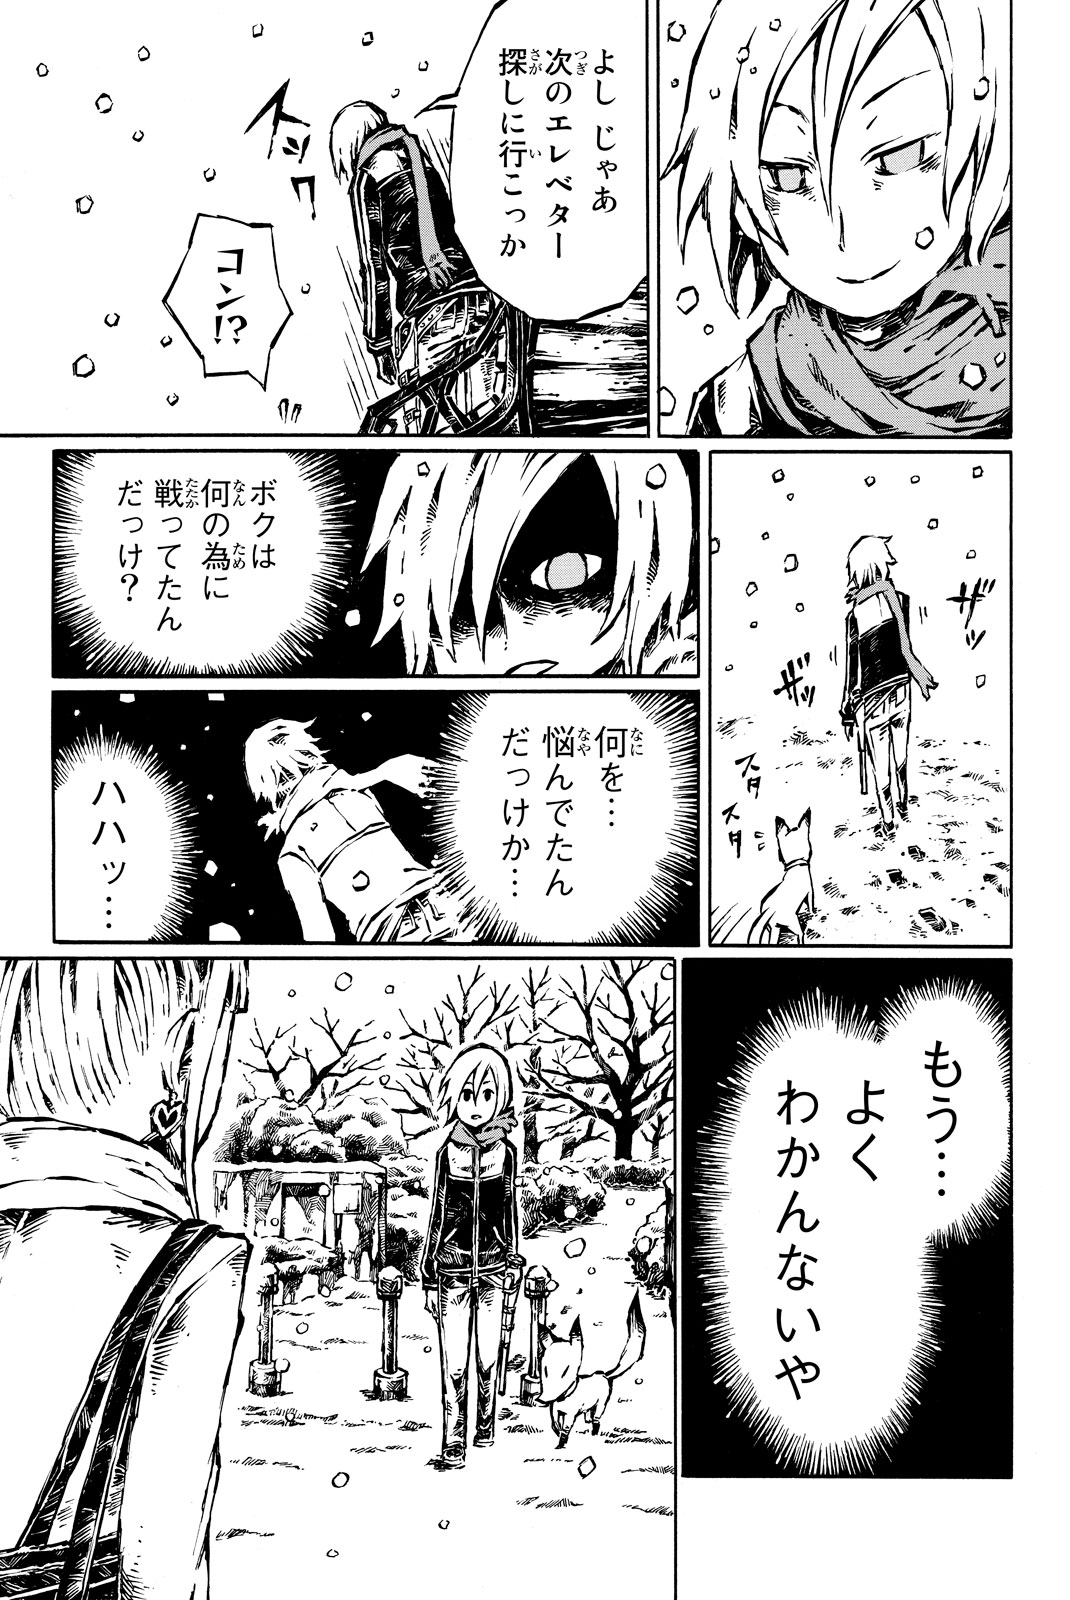 よし じゃあ
次のエレベター
探しに行こっか
ストッ
コン!?
ザッ
ザッ
スタ
スタ
ボクは
何の為に
戦ってたん
だっけ?
何を…
悩んでたん
だっけか…
ハハッ…
もう…
よく
わかんないや